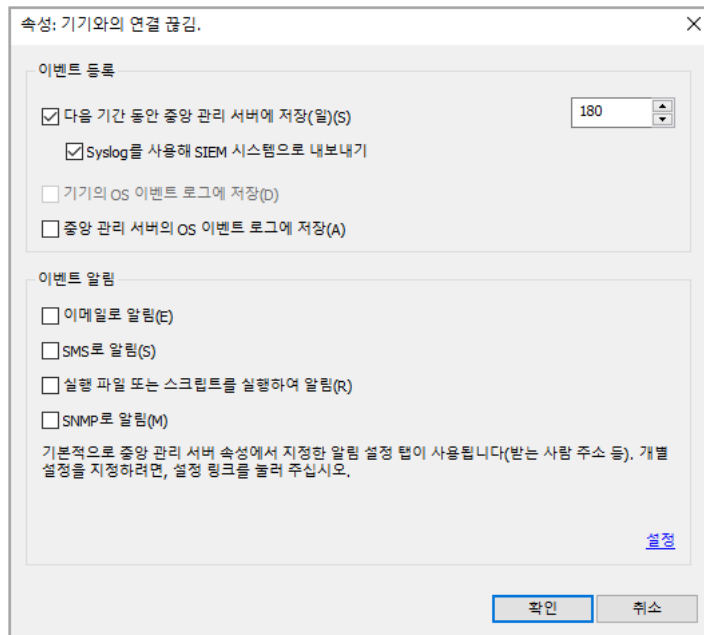 속성: 기기와의 연결 끊김.
이벤트 등록
다음 기간 동안 중앙 관리 서버에 저장(일)(S)
180
Syslog를 사용해 SIEM 시스템으로 내보내기
기기의 OS 이벤트 로그에 저장(D)
중앙 관리 서버의 OS 이벤트 로그에 저장(A)
이벤트 알림
이메일로 알림(E)
SMS로 알림(S)
실행 파일 또는 스크립트를 실행하여 알림(R)
SNMP로 알림(M)
기본적으로 중앙 관리 서버 속성에서 지정한 알림 설정 탭이 사용됩니다(받는 사람 주소 등). 개별
설정을 지정하려면, 설정 링크를 눌러 주십시오.
설정
확인
취소